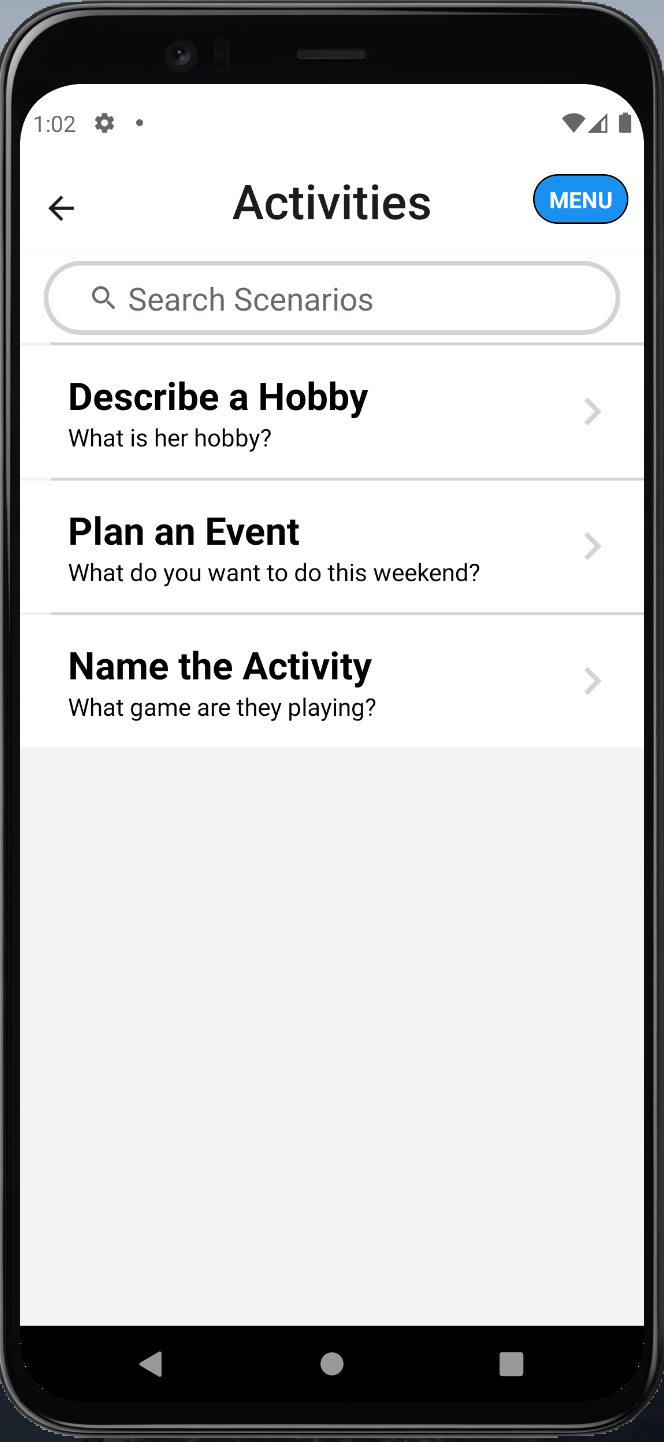 1:02
Activities
MENU
Search Scenarios
Describe a Hobby
What is her hobby?
Plan an Event
What do you want to do this weekend?
Name the Activity
What game are they playing?